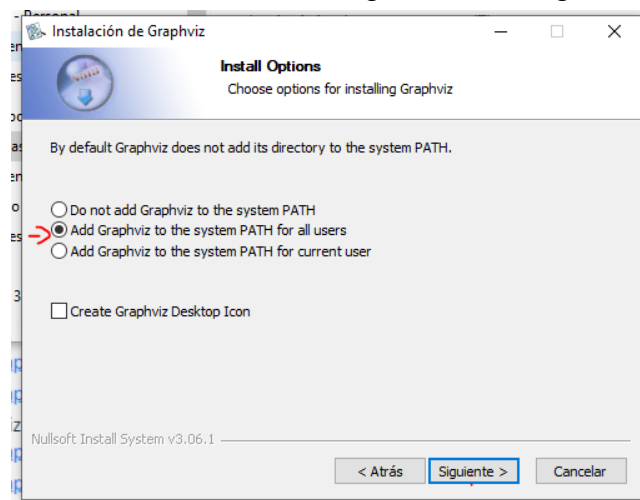 Personal
Instalación de Graphviz
Install Options
Choose options for installing Graphviz
By default Graphviz does not add its directory to the system PATH.
Do not add Graphviz to the system PATH
Add Graphviz to the system PATH for all users
Add Graphviz to the system PATH for current user
3
Create Graphviz Desktop Icon
Nullsoft Install System v3.06.1
< Atrás Siguiente > Cancelar